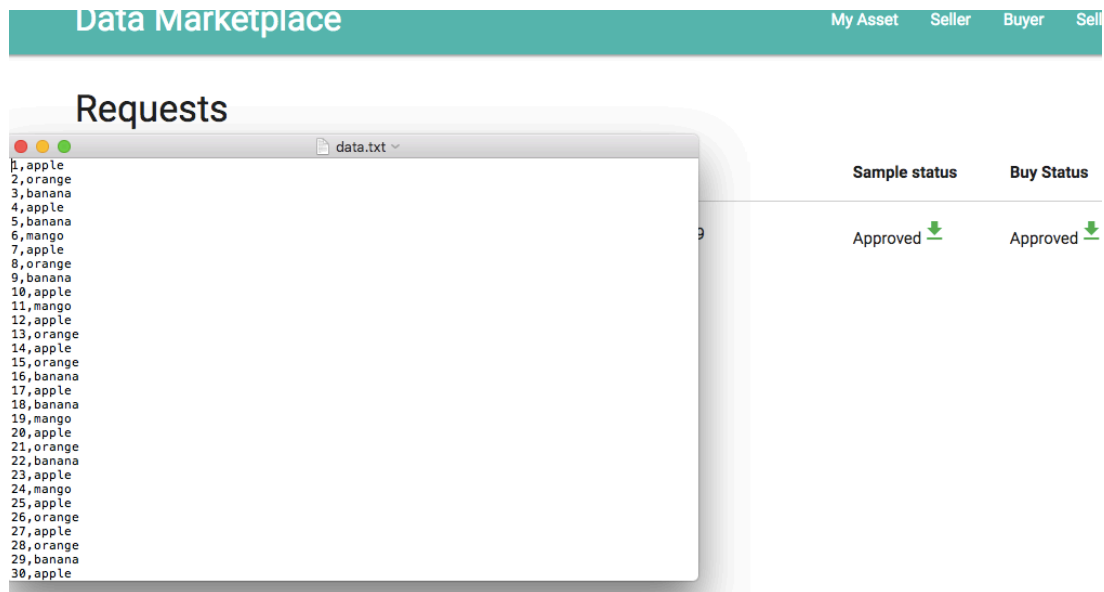 Data Marketplace
My Asset Seller Buyer Sell
Requests
data.txt
1,apple
2,orange
3,banana
4,apple
5,banana
6,mango
7,apple
8,orange
9,banana
10,apple
11,mango
12,apple
13,orange
14,apple
15,orange
16,banana
17,apple
18,banana
19,mango
20,apple
21,orange
22,banana
23,apple
24,mango
25,apple
26,orange
27,apple
28,orange
29,banana
30,apple
Sample status Buy Status
9 Approved Approved